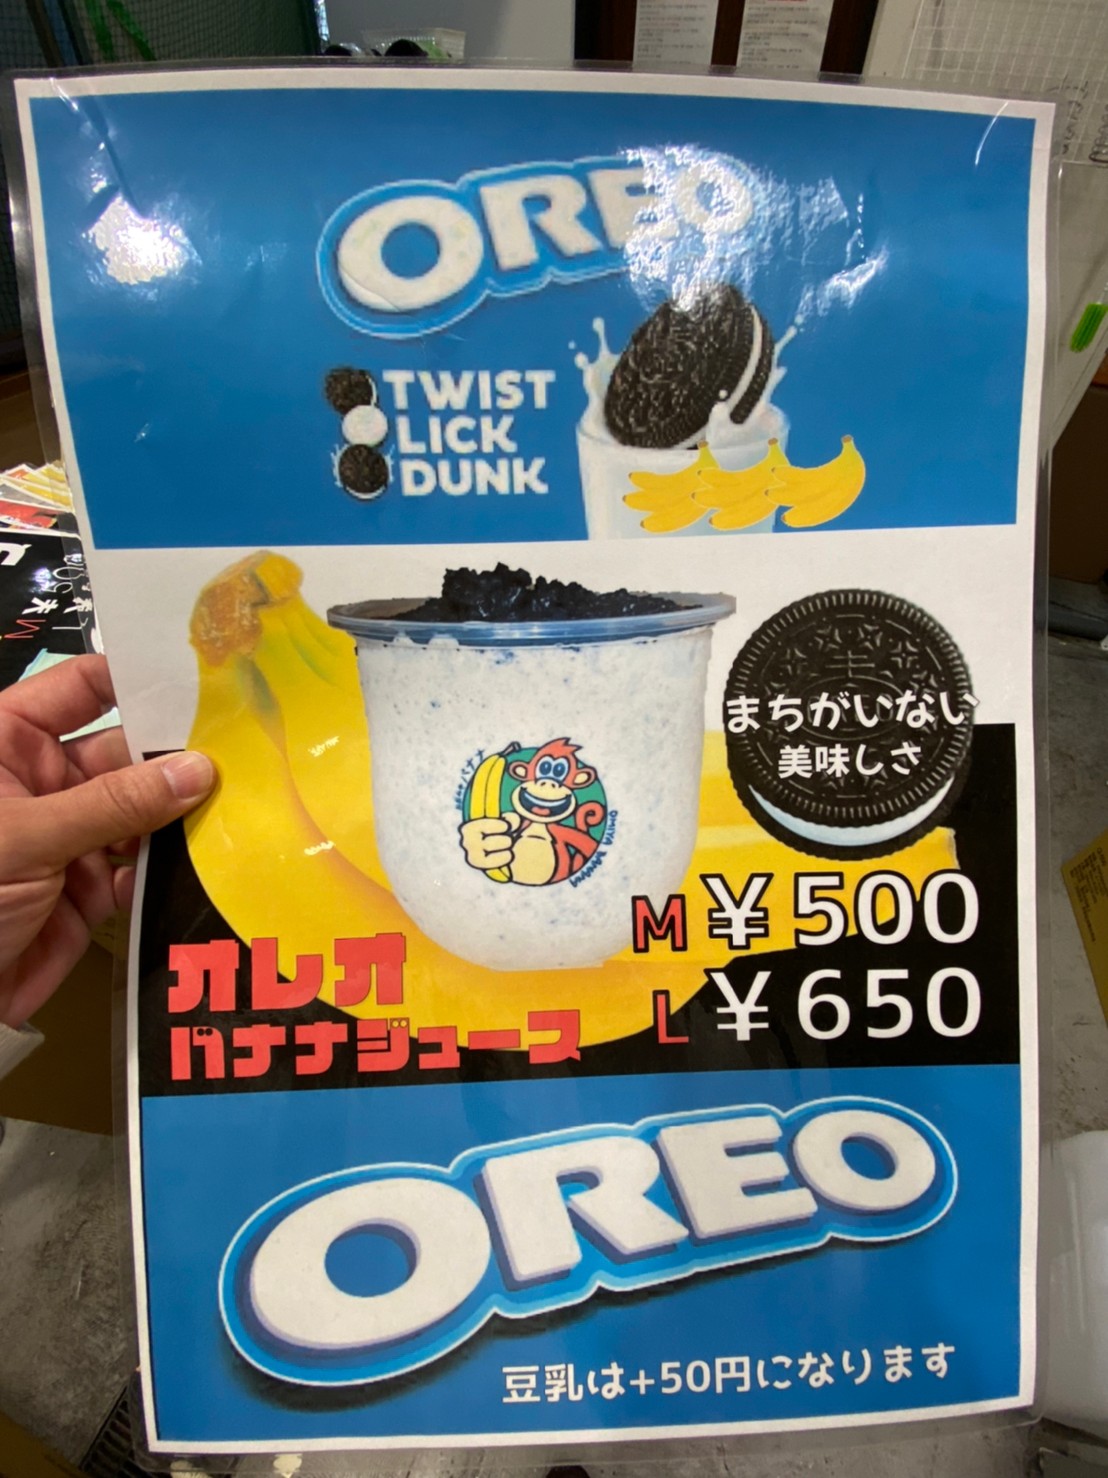 OREO
TWIST
LICK
DUNK
まちがいない
美味しさ
M ¥500
L ¥650
オレオ
バナナジュース
OREO
豆乳は+50円になります